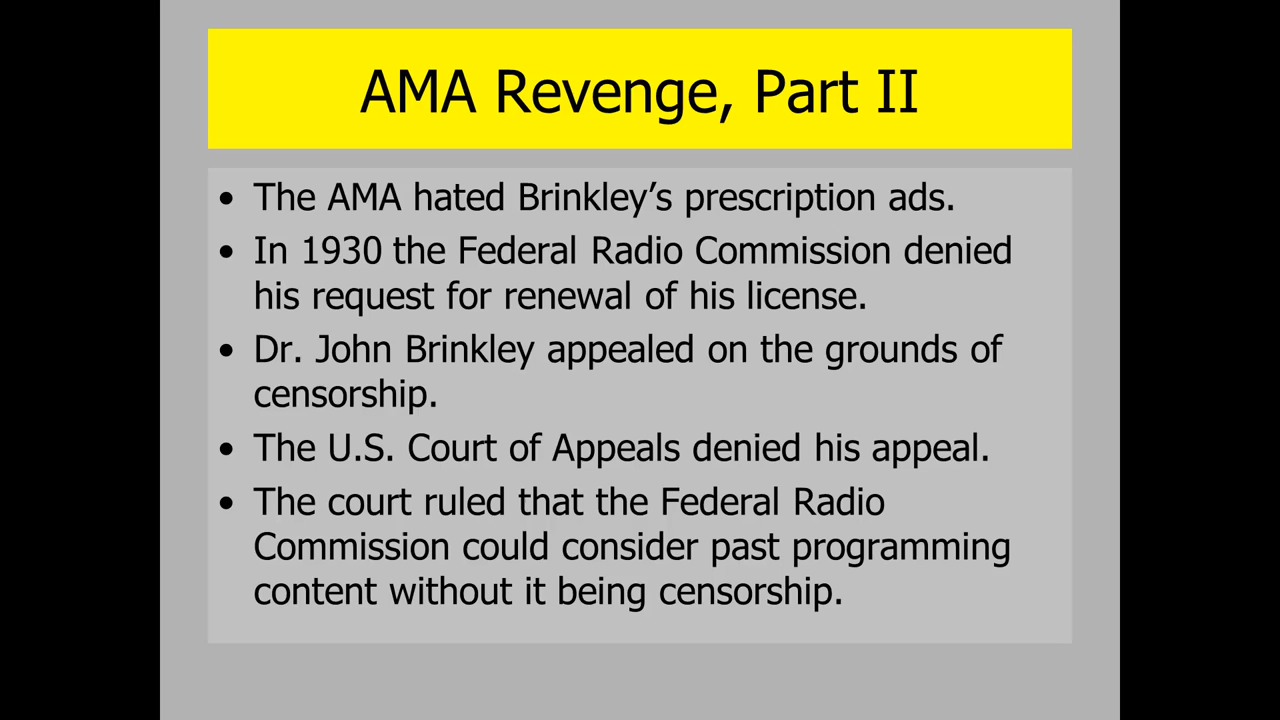 AMA Revenge, Part II
• The AMA hated Brinkley’s prescription ads.
• In 1930 the Federal Radio Commission denied
his request for renewal of his license.
• Dr. John Brinkley appealed on the grounds of
censorship.
• The U.S. Court of Appeals denied his appeal.
• The court ruled that the Federal Radio
Commission could consider past programming
content without it being censorship.